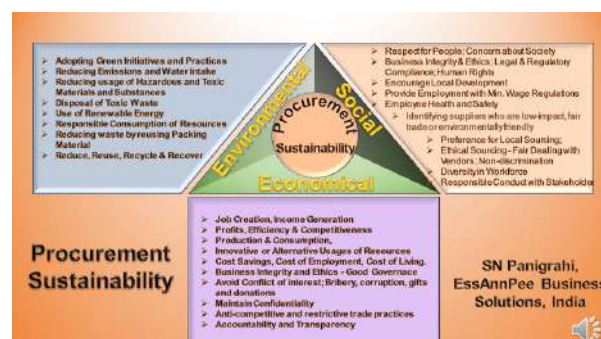 Adopting Green Initiatives and Practices
Reducing Emissions and Water intake
Reducing usage of Hazardous and Toxic
Materials and Substances
Disposal of Toxic Waste
Use of Renewable Energy
Responsible Consumption of Resources
Reducing waste by reusing Packing
Material
Reduce, Reuse, Recycle & Recover
Environmental
Social
Economical
Procurement
Sustainability
Respect for People; Concern about Society
Business Integrity & Ethics; Legal & Regulatory
Compliance; Human Rights
Encourage Local Development
Provide Employment with Min. Wage Regulations
Employee Health and Safety
Identifying suppliers who are low impact, fair
trade or environmentally friendly
Preference for Local Sourcing;
Ethical Sourcing - Fair Dealing with
Vendors; Non-discrimination
Diversity in Workforce
Responsible Conduct with Stakeholder
Job Creation, Income Generation
Profits, Efficiency & Competitiveness
Production & Consumption,
Innovative or Alternative Usages of Resources
Cost Savings, Cost of Employment, Cost of Living.
Business Integrity and Ethics - Good Governace
Avoid Conflict of interest; Bribery, corruption, gifts
and donations
Maintain Confidentiality
Anti-competitive and restrictive trade practices
Accountability and Transparency
Procurement
Sustainability
SN Panigrahi,
EssAnnPee Business
Solutions, India